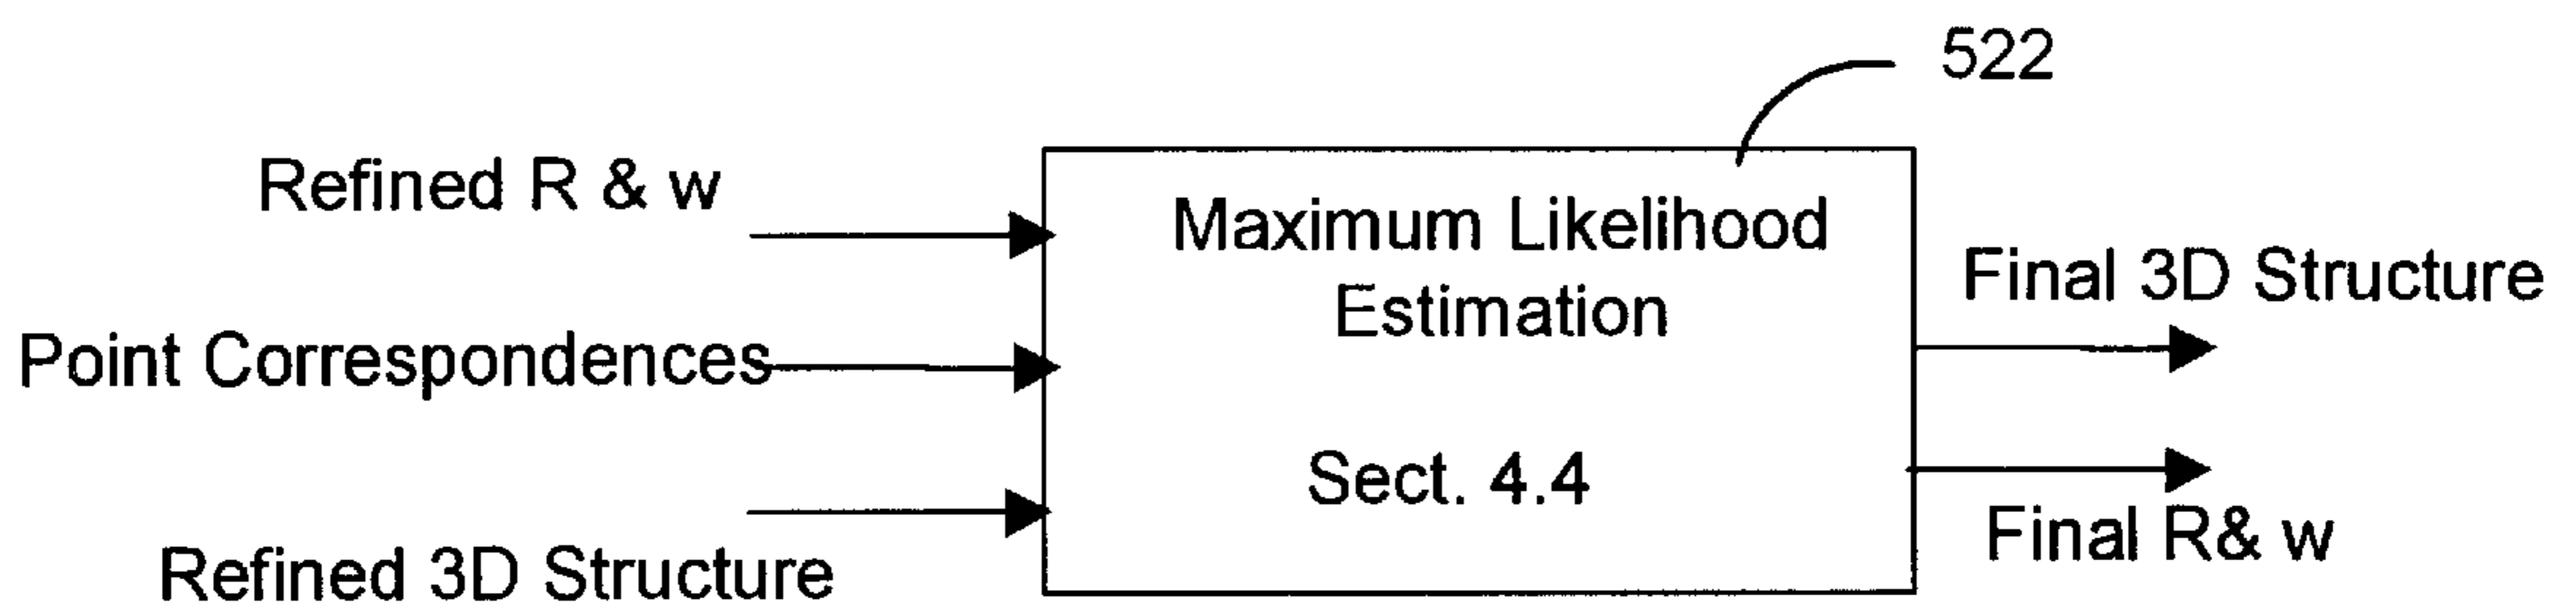 522
Refined R & w
Maximum Likelihood
Estimation
Final 3D Structure
Point Correspondences
Sect. 4.4
Final R& w
Refined 3D Structure